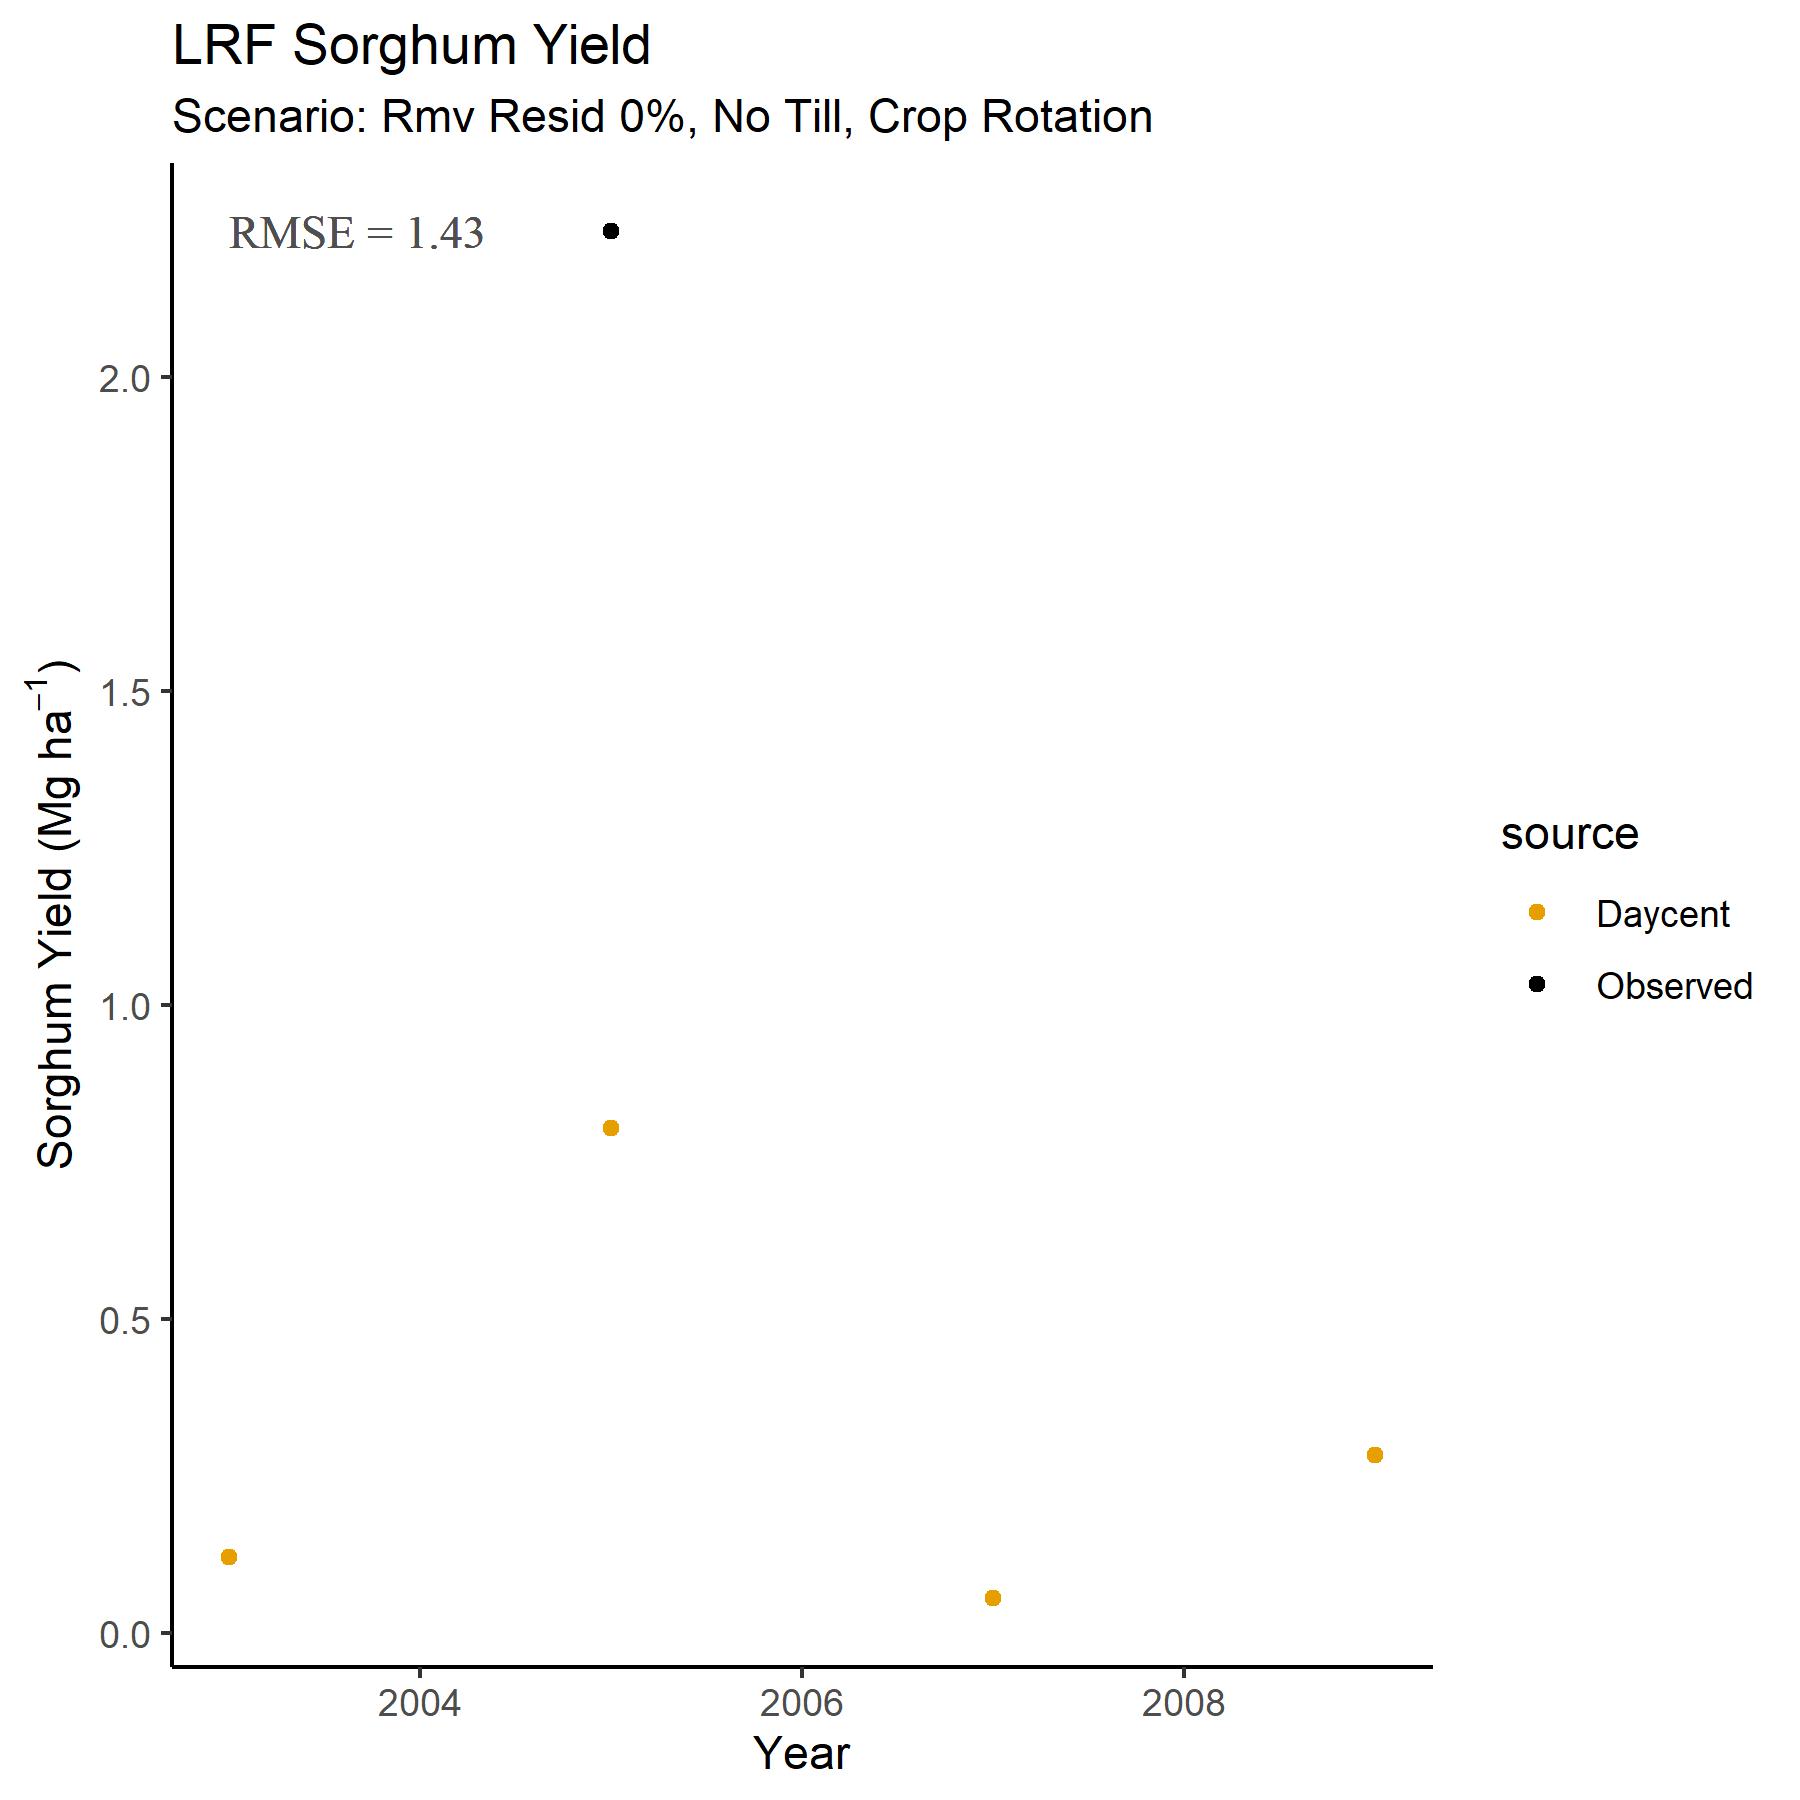 LRF Sorghum Yield
Scenario: Rmv Resid 0%, No Till, Crop Rotation
RMSE = 1.43
2.0
1.5
1.0
0.5
0.0
Sorghum Yield (Mg ha⁻¹)
2004 2006 2008
Year
source
Daycent
Observed